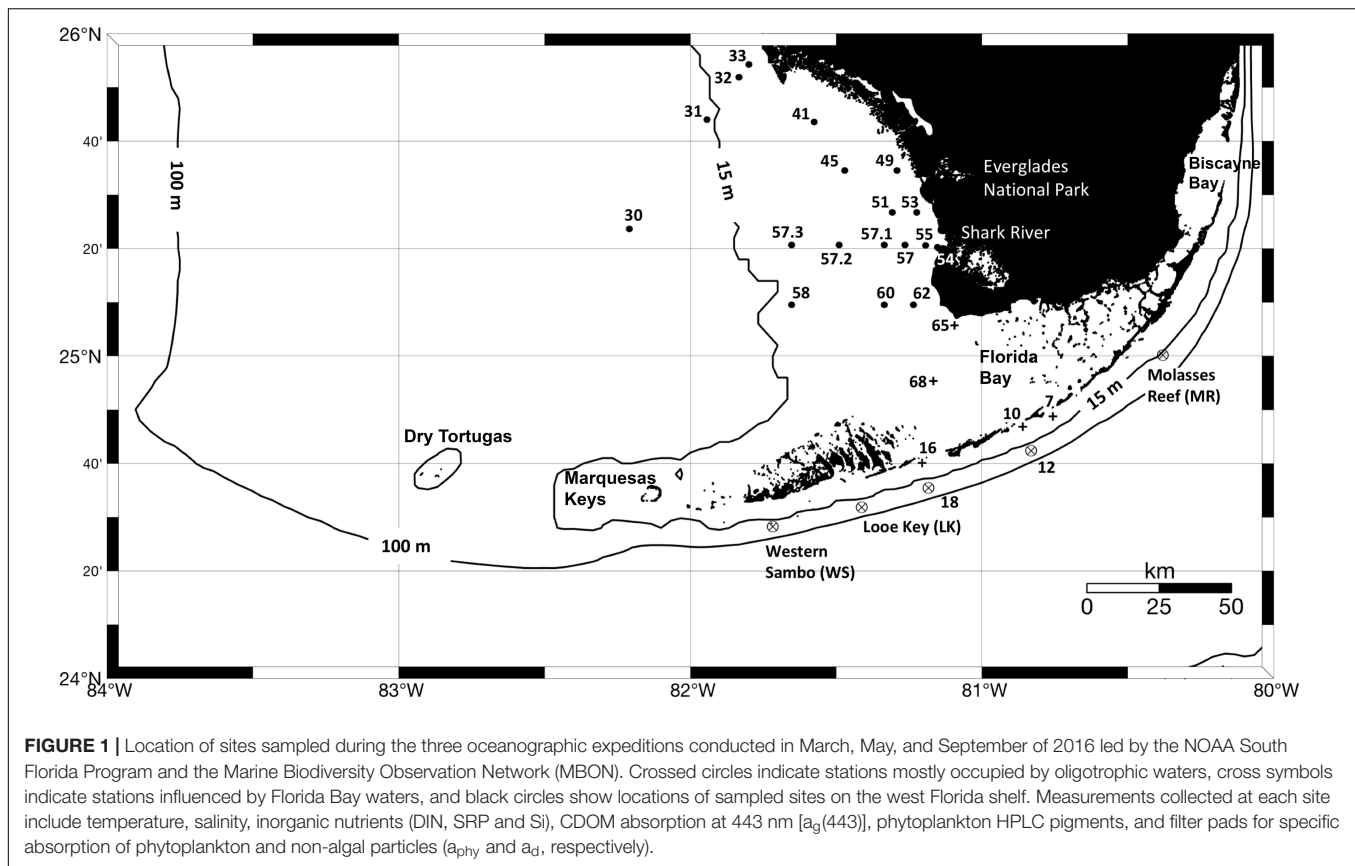 26°N
33
32
31
41
40'
100 m
15 m
45
49
Everglades
National Park
Biscayne
Bay
51
53
30
57.3
57.1
55
Shark River
20'
57.2
57
54
58
60
62
65
25°N
Florida
Bay
68
Molasses
Reef (MR)
15 m
7
10
Dry Tortugas
16
40'
12
Marquesas
Keys
18
Looe Key (LK)
100 m
Western
Sambo (WS)
20'
km
0 25 50
24°N
84°W 83°W 82°W 81°W 80°W
FIGURE 1 | Location of sites sampled during the three oceanographic expeditions conducted in March, May, and September of 2016 led by the NOAA South
Florida Program and the Marine Biodiversity Observation Network (MBON). Crossed circles indicate stations mostly occupied by oligotrophic waters, cross symbols
indicate stations influenced by Florida Bay waters, and black circles show locations of sampled sites on the west Florida shelf. Measurements collected at each site
include temperature, salinity, inorganic nutrients (DIN, SRP and Si), CDOM absorption at 443 nm [ag(443)], phytoplankton HPLC pigments, and filter pads for specific
absorption of phytoplankton and non-algal particles (aphy and ad, respectively).